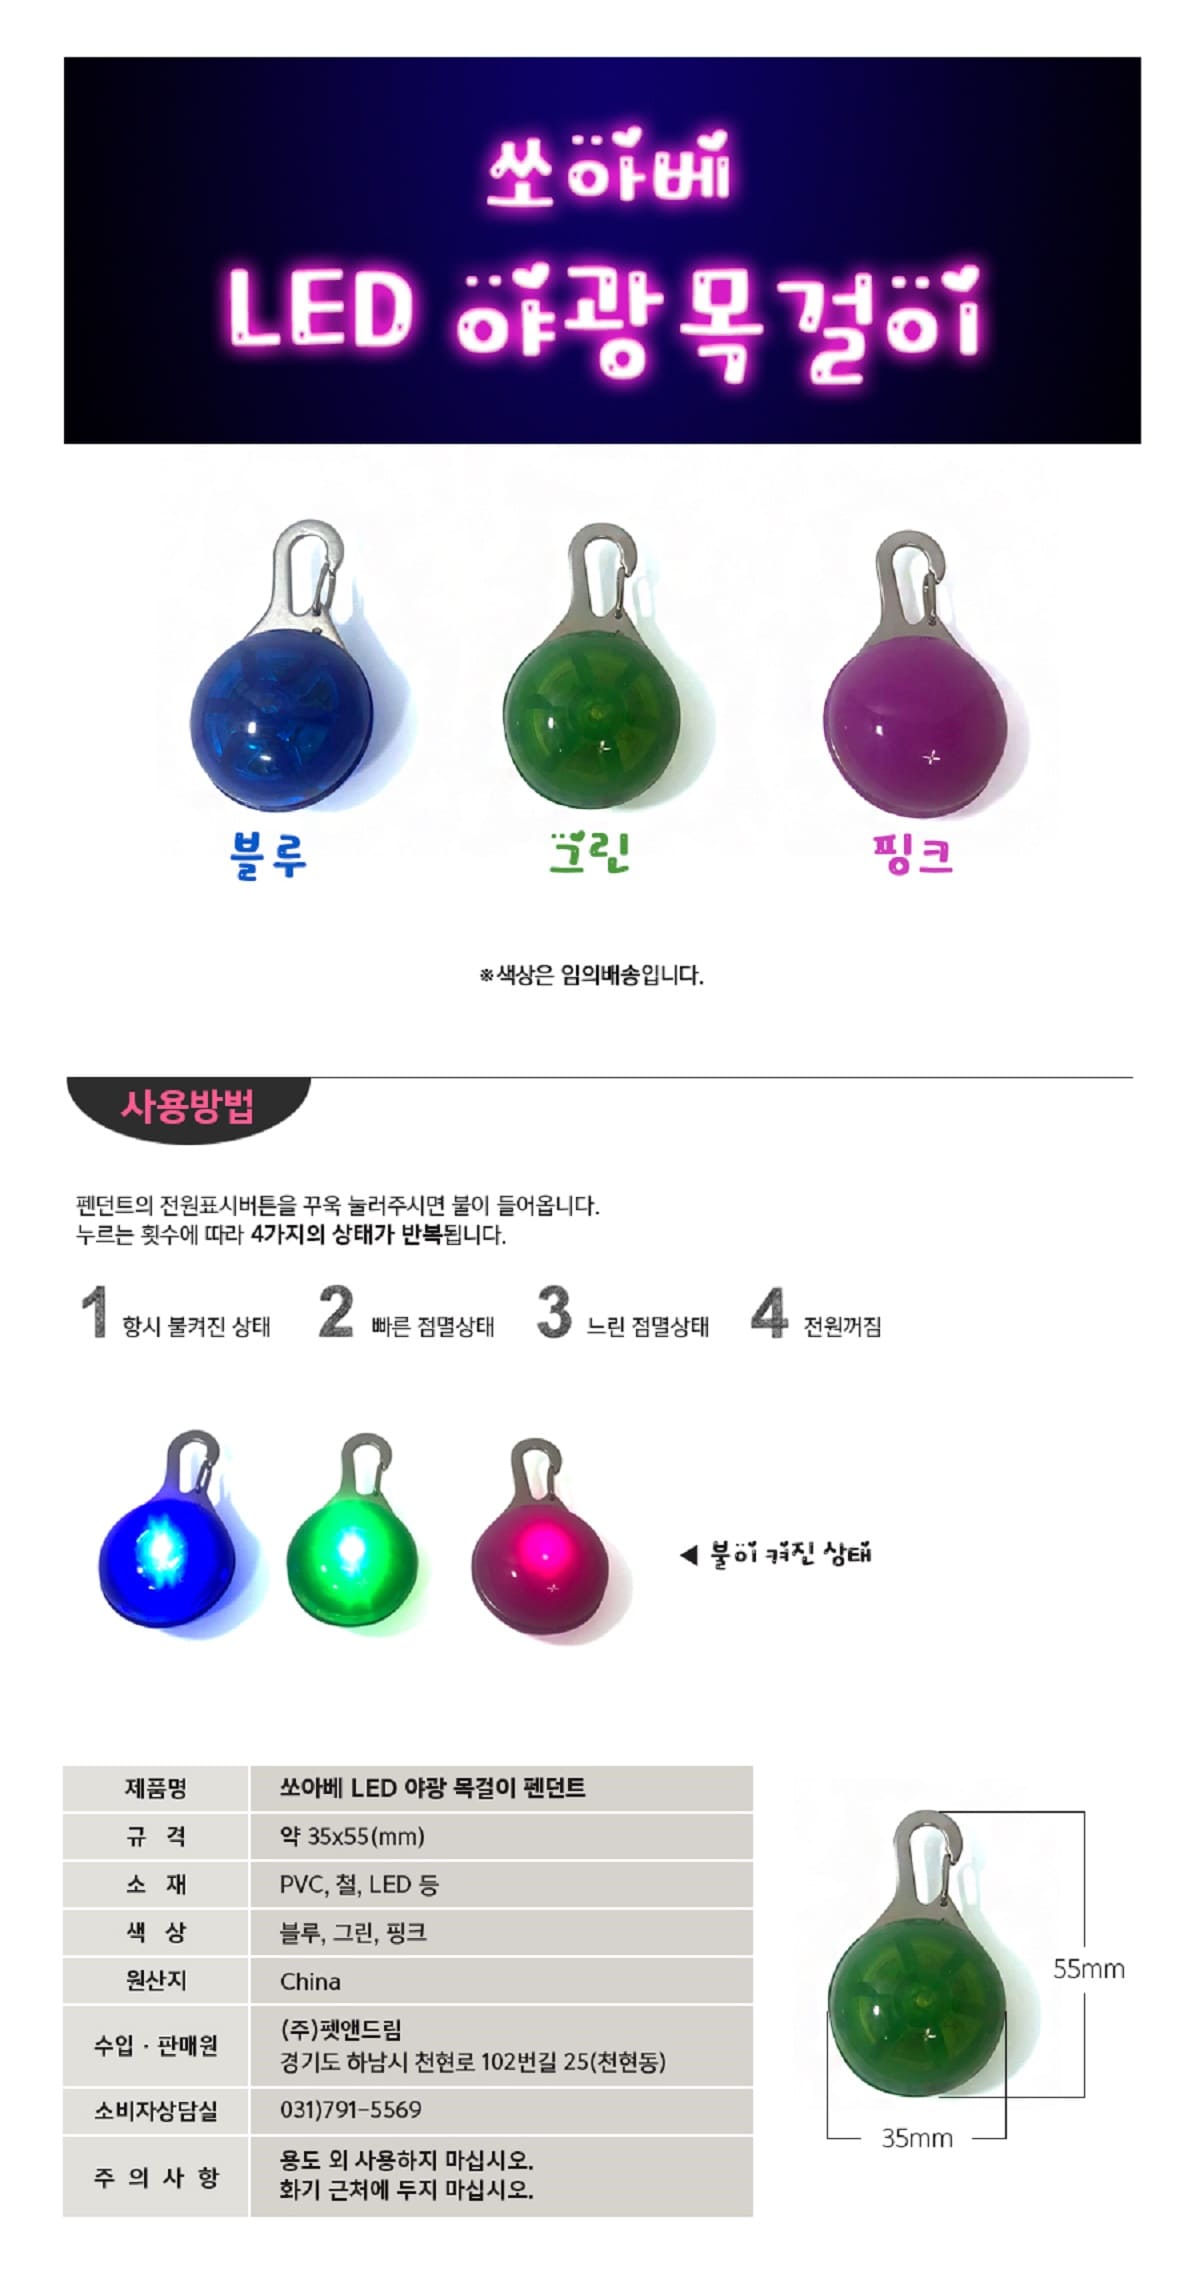 쏘아베
LED 야광목걸이
블루
그린
핑크
※색상은 임의배송입니다.
사용방법
펜던트의 전원표시버튼을 꾸욱 눌러주시면 불이 들어옵니다.
누르는 횟수에 따라 4가지의 상태가 반복됩니다.
1 항시 불켜진 상태
2 빠른 점멸상태
3 느린 점멸상태
4 전원꺼짐
◀ 불이 켜진 상태
제품명 쏘아베 LED 야광 목걸이 펜던트
규 격 약 35x55(mm)
소 재 PVC, 철, LED 등
색 상 블루, 그린, 핑크
원산지 China
수입 · 판매원 (주)펫앤드림
경기도 하남시 천현로 102번길 25(천현동)
소비자상담실 031)791-5569
주 의 사 항 용도 외 사용하지 마십시오.
화기 근처에 두지 마십시오.
55mm
35mm